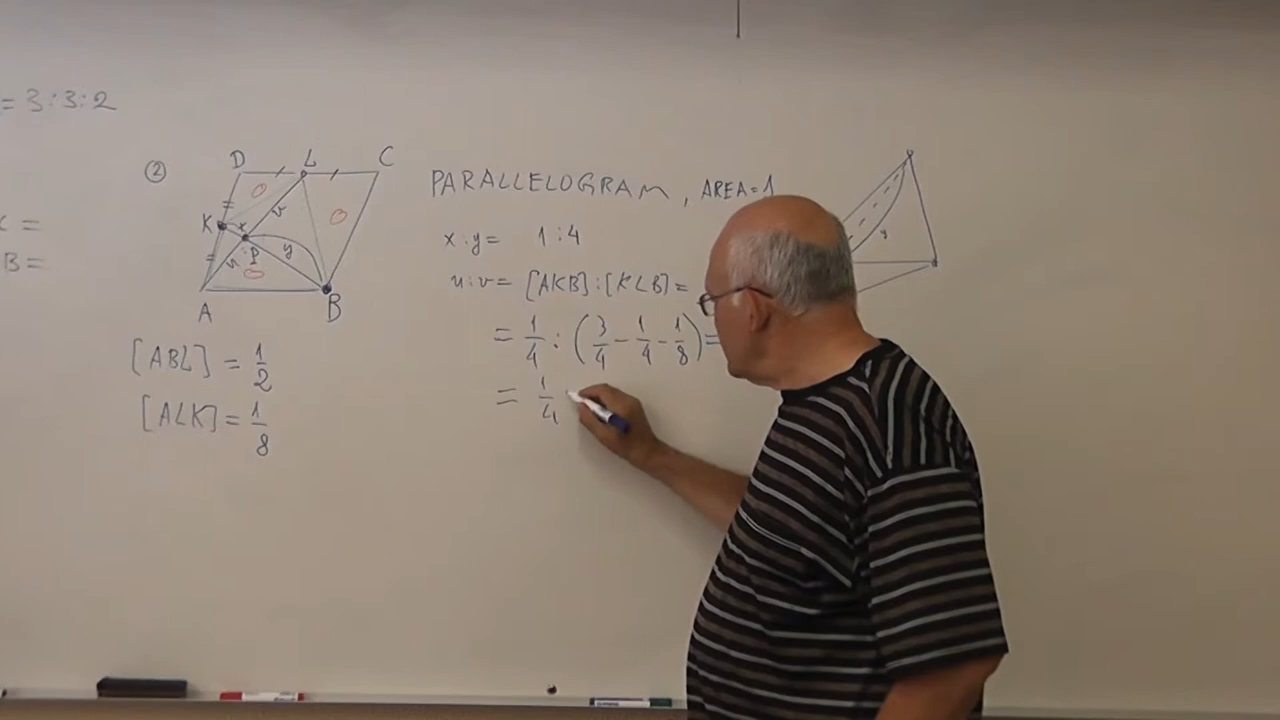 = 3:3:2
②
D L C
K x v
P y
u
A B
PARALLELOGRAM, AREA=1
x:y= 1:4
u:v= [AKB]:[KLB]=
= 1/4 : (3/4 - 1/4 - 1/8)=
= 1/4
[ABL] = 1/2
[ALK] = 1/8
B=
y